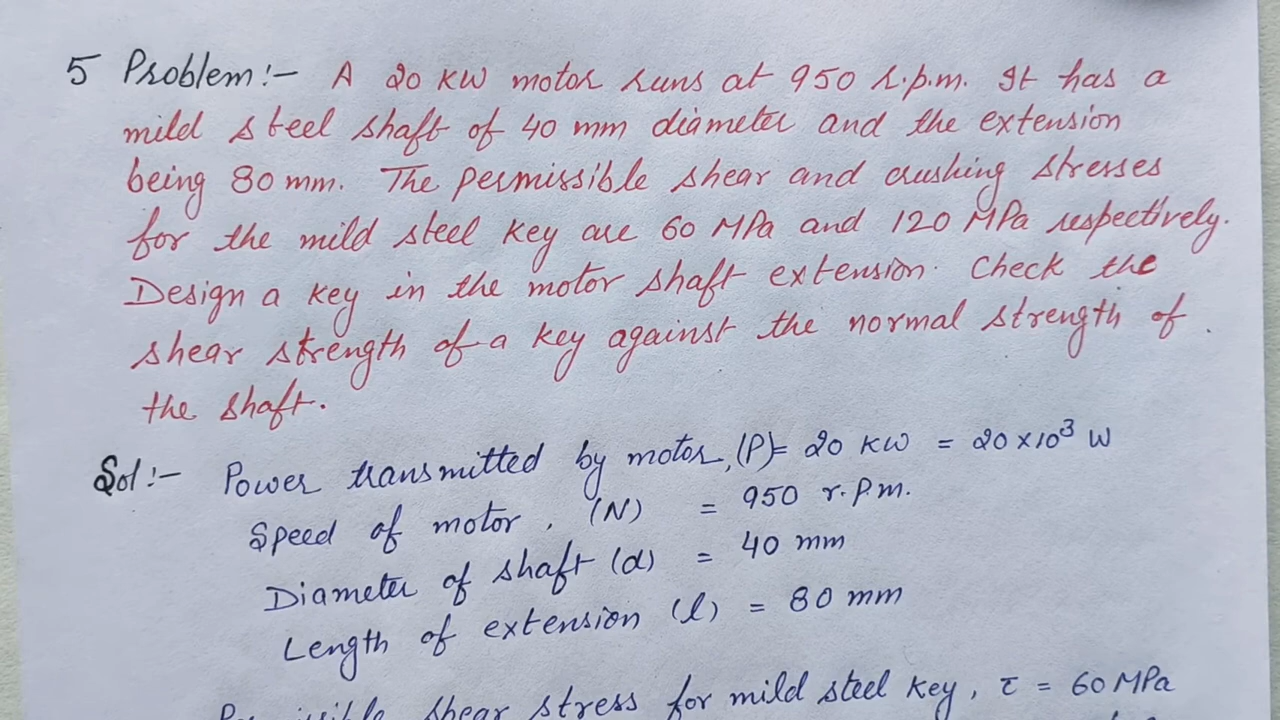 5 Problem:- A 20 KW motor runs at 950 r.p.m. It has a
mild steel shaft of 40 mm diameter and the extension
being 80 mm. The permissible shear and crushing stresses
for the mild steel key are 60 MPa and 120 MPa respectively.
Design a key in the motor shaft extension. Check the
shear strength of a key against the normal strength of
the shaft.
Sol:- Power transmitted by motor, (P)= 20 KW = 20 x10³ W
Speed of motor, (N) = 950 r.p.m.
Diameter of shaft (d) = 40 mm
Length of extension (l) = 80 mm
shear stress for mild steel key, τ = 60 MPa